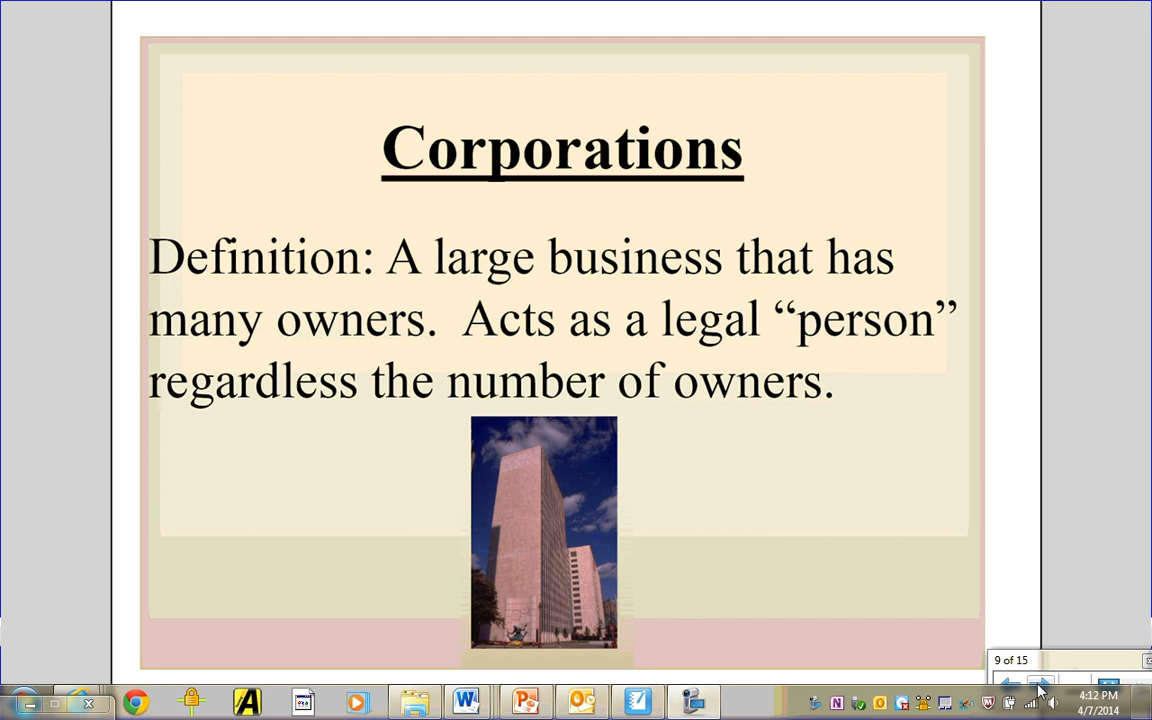 Corporations
Definition: A large business that has
many owners.  Acts as a legal “person”
regardless the number of owners.
9 of 15
4:12 PM
4/7/2014